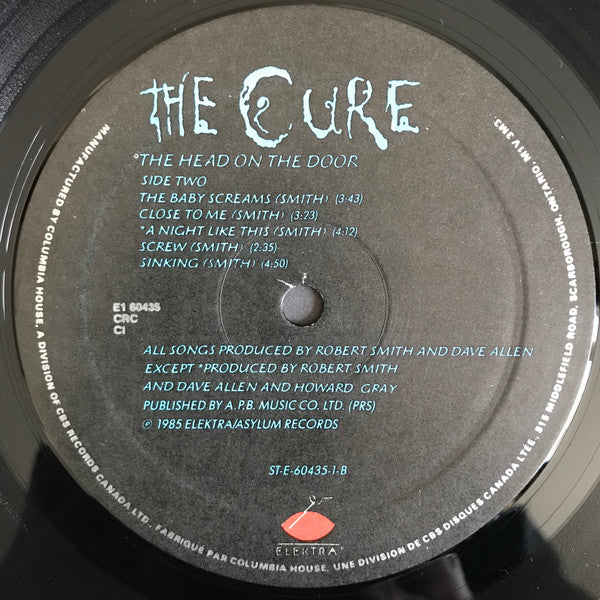 THE CURE
°THE HEAD ON THE DOOR
SIDE TWO
THE BABY SCREAMS (SMITH) (3:43)
CLOSE TO ME (SMITH) (3:23)
*A NIGHT LIKE THIS (SMITH) (4:12)
SCREW (SMITH) (2:35)
SINKING (SMITH) (4:50)
E1 60435
CRC
CI
ALL SONGS PRODUCED BY ROBERT SMITH AND DAVE ALLEN
EXCEPT *PRODUCED BY ROBERT SMITH
AND DAVE ALLEN AND HOWARD GRAY
PUBLISHED BY A.P.B. MUSIC CO. LTD. (PRS)
℗ 1985 ELEKTRA/ASYLUM RECORDS
ST-E-60435-1-B
ELEKTRA
MANUFACTURED BY COLUMBIA HOUSE, A DIVISION OF CBS RECORDS CANADA LTD. FABRIQUÉ PAR COLUMBIA HOUSE, UNE DIVISION DE CBS DISQUES CANADA LTÉE. 815 MIDDLEFIELD ROAD, SCARBOROUGH, ONTARIO, M1V 3M3